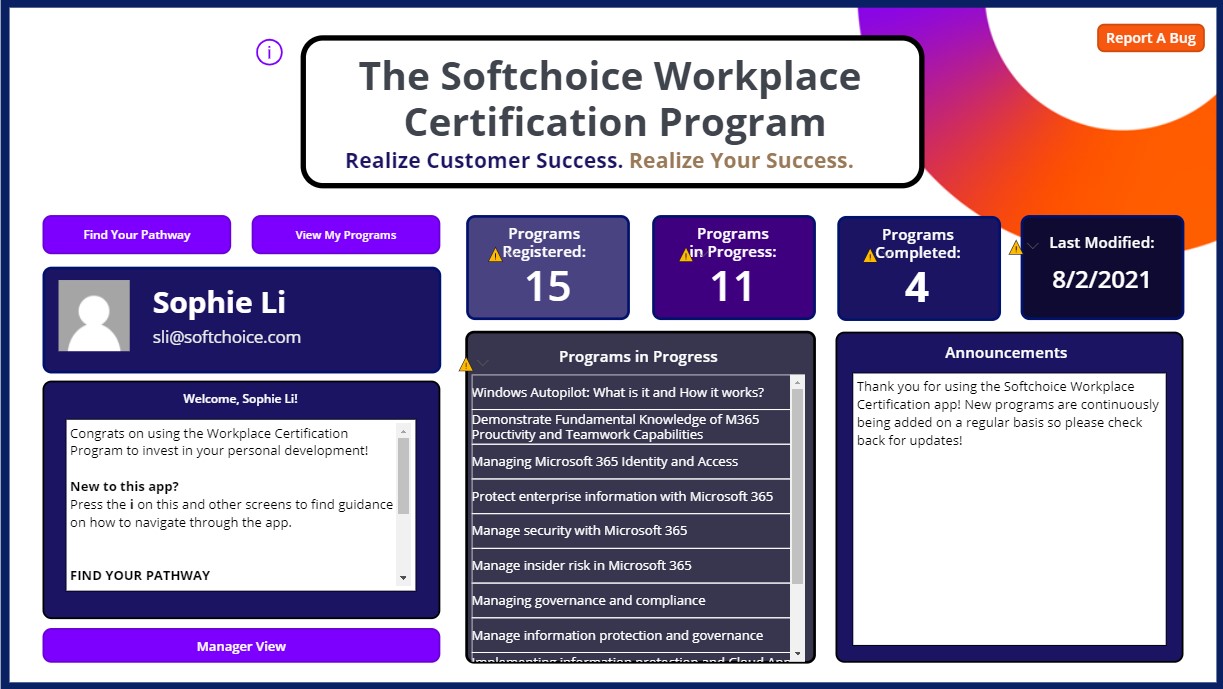 Report A Bug
i
The Softchoice Workplace
Certification Program
Realize Customer Success. Realize Your Success.
Find Your Pathway
View My Programs
Sophie Li
sli@softchoice.com
Welcome, Sophie Li!
Congrats on using the Workplace Certification
Program to invest in your personal development!
New to this app?
Press the i on this and other screens to find guidance
on how to navigate through the app.
FIND YOUR PATHWAY
Manager View
Programs
Registered:
15
Programs
in Progress:
11
Programs
Completed:
4
Last Modified:
8/2/2021
Programs in Progress
Windows Autopilot: What is it and How it works?
Demonstrate Fundamental Knowledge of M365
Prouctivity and Teamwork Capabilities
Managing Microsoft 365 Identity and Access
Protect enterprise information with Microsoft 365
Manage security with Microsoft 365
Manage insider risk in Microsoft 365
Managing governance and compliance
Manage information protection and governance
Implementing information protection and Cloud App
Announcements
Thank you for using the Softchoice Workplace
Certification app! New programs are continuously
being added on a regular basis so please check
back for updates!